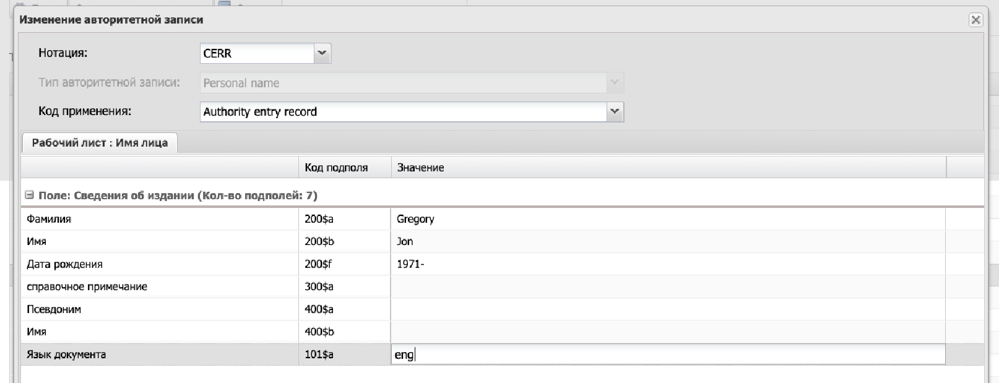 Изменение авторитетной записи
Нотация: CERR
Тип авторитетной записи: Personal name
Код применения: Authority entry record
Рабочий лист : Имя лица
Код подполя Значение
Поле: Сведения об издании (Кол-во подполей: 7)
Фамилия 200$a Gregory
Имя 200$b Jon
Дата рождения 200$f 1971-
справочное примечание 300$a
Псевдоним 400$a
Имя 400$b
Язык документа 101$a eng